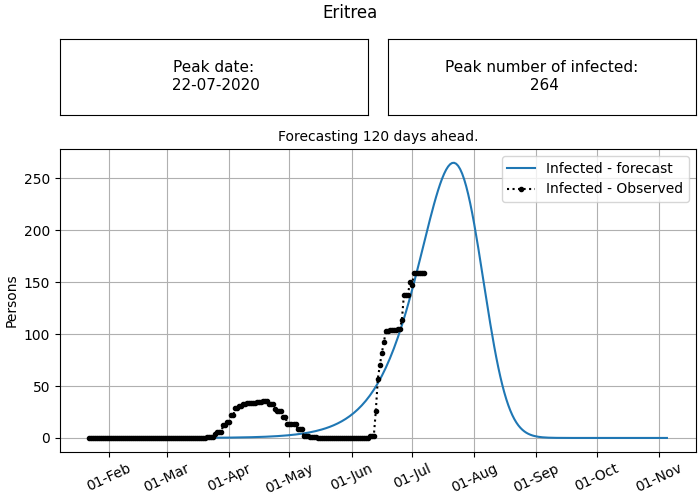 Eritrea
Peak date:
22-07-2020
Peak number of infected:
264
Forecasting 120 days ahead.
Infected - forecast
Infected - Observed
Persons
250
200
150
100
50
0
01-Feb
01-Mar
01-Apr
01-May
01-Jun
01-Jul
01-Aug
01-Sep
01-Oct
01-Nov